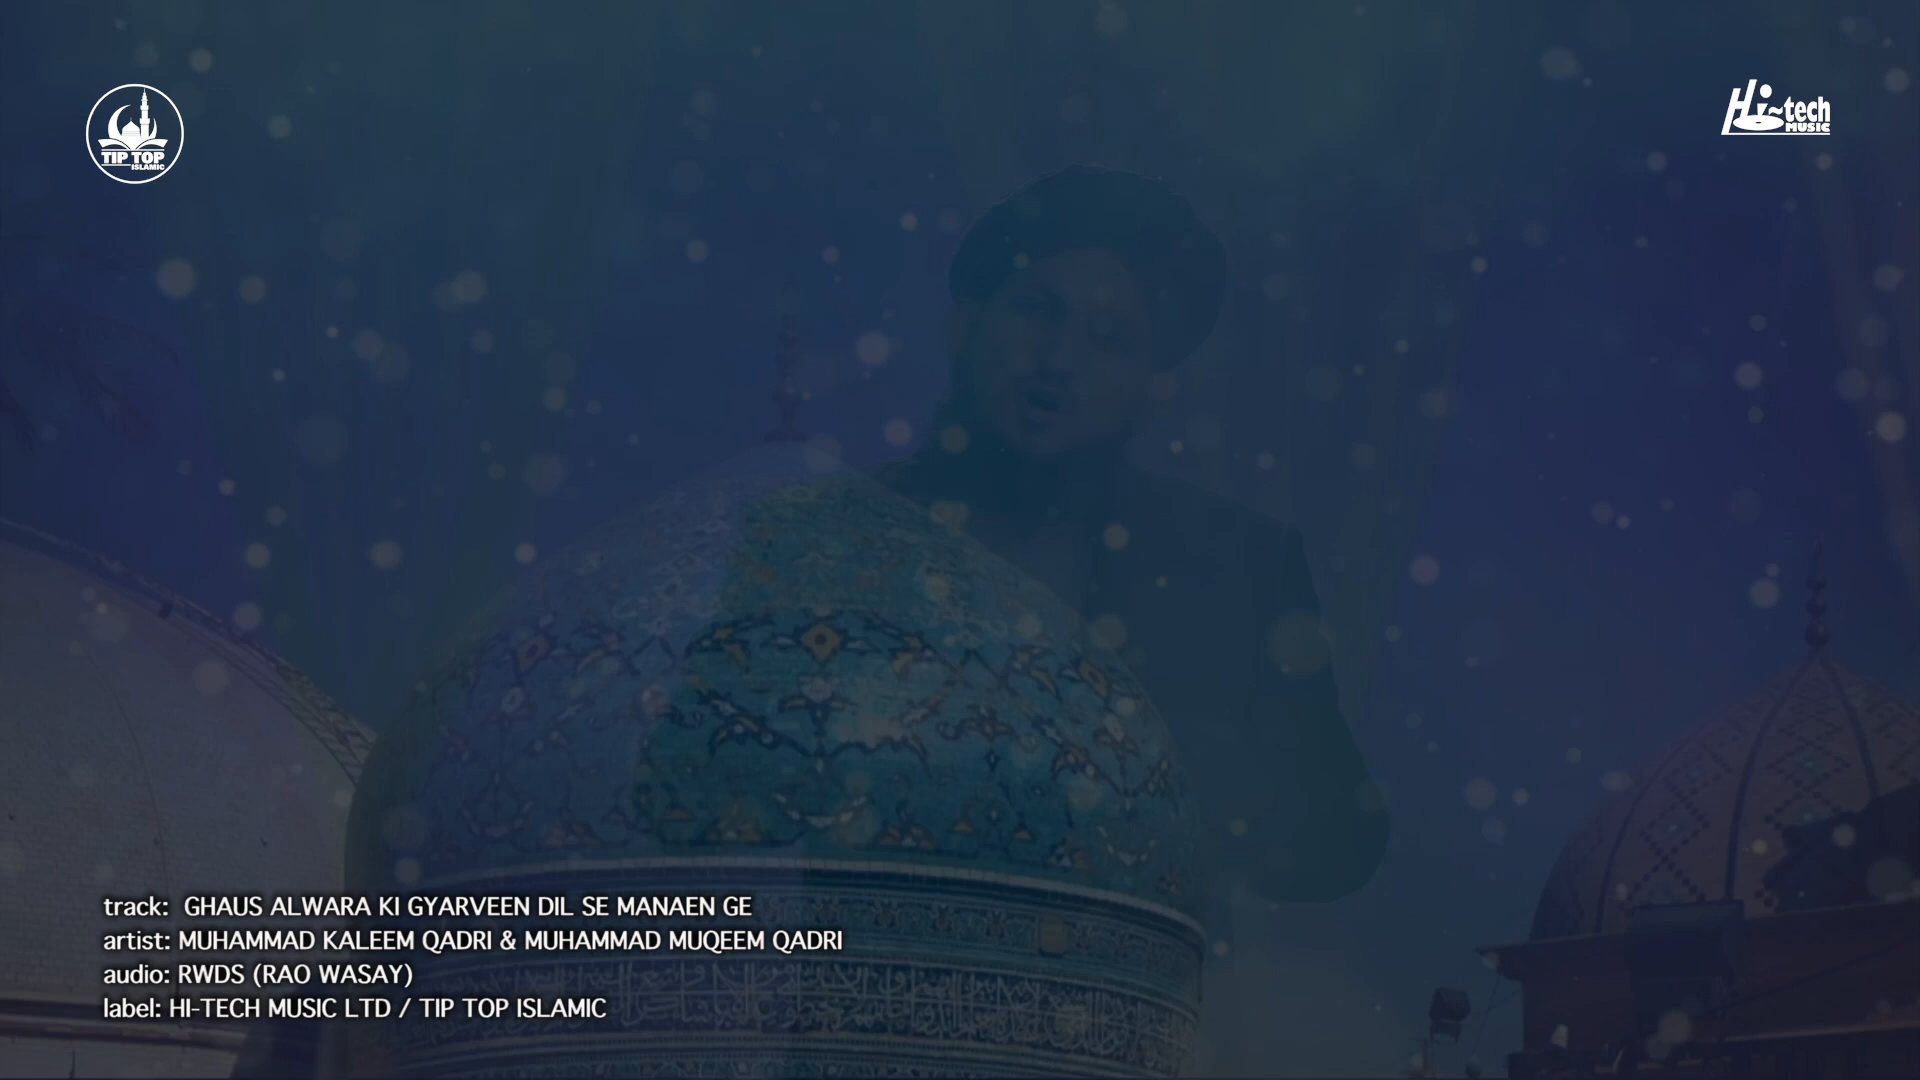 TIP TOP
ISLAMIC
Hi-tech
MUSIC
track: GHAUS ALWARA KI GYARVEEN DIL SE MANAEN GE
artist: MUHAMMAD KALEEM QADRI & MUHAMMAD MUQEEM QADRI
audio: RWDS (RAO WASAY)
label: HI-TECH MUSIC LTD / TIP TOP ISLAMIC